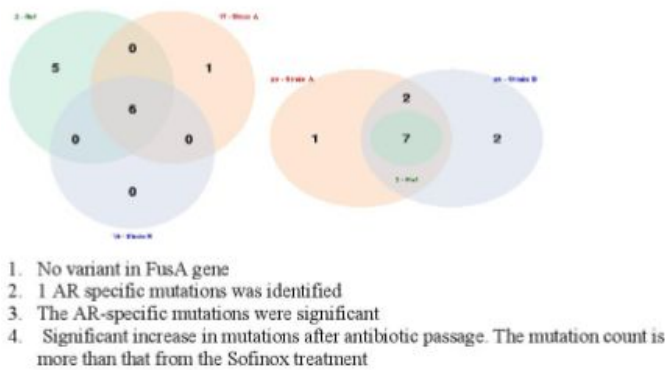 0
5
1
6
0
0
0
2
1
7
2
1. No variant in FusA gene
2. 1 AR specific mutations was identified
3. The AR-specific mutations were significant
4. Significant increase in mutations after antibiotic passage. The mutation count is
more than that from the Sofinox treatment